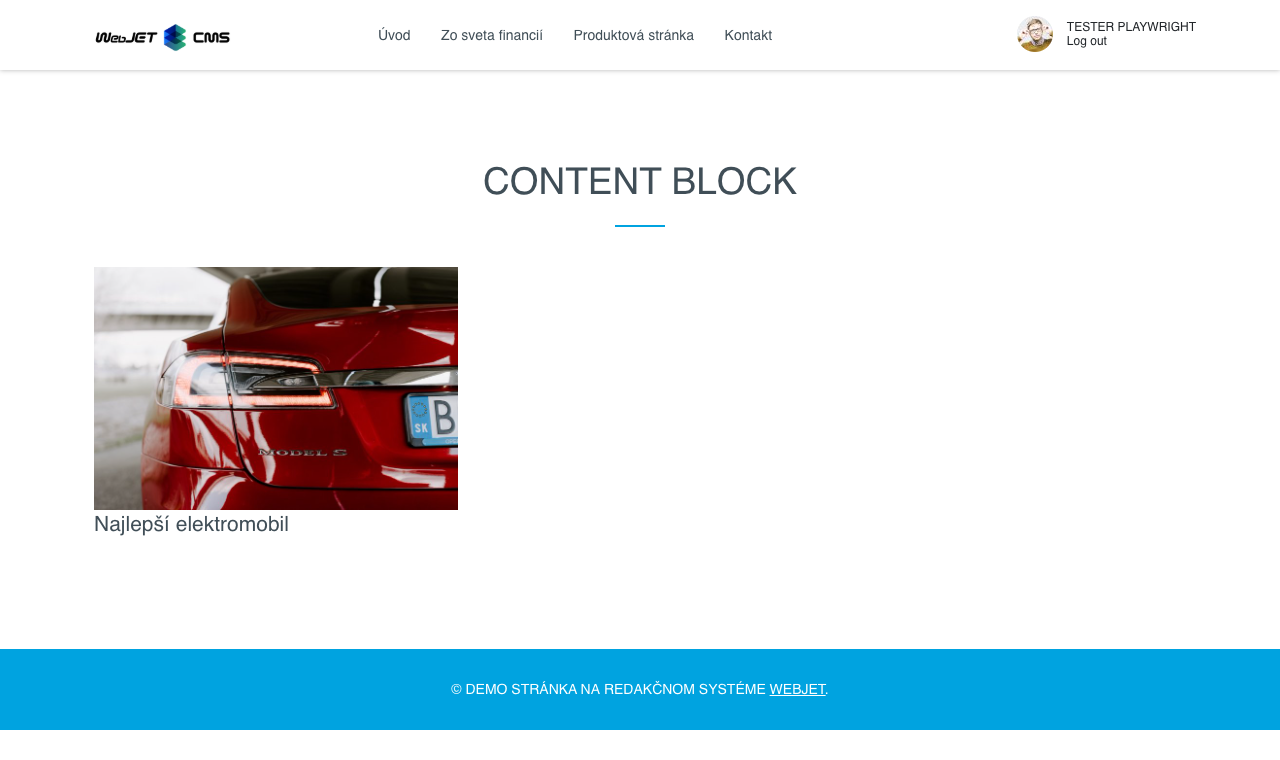 WebJET CMS
Úvod
Zo sveta financií
Produktová stránka
Kontakt
TESTER PLAYWRIGHT
Log out
CONTENT BLOCK
B
SK
MODEL S
Najlepší elektromobil
© DEMO STRÁNKA NA REDAKČNOM SYSTÉME WEBJET.